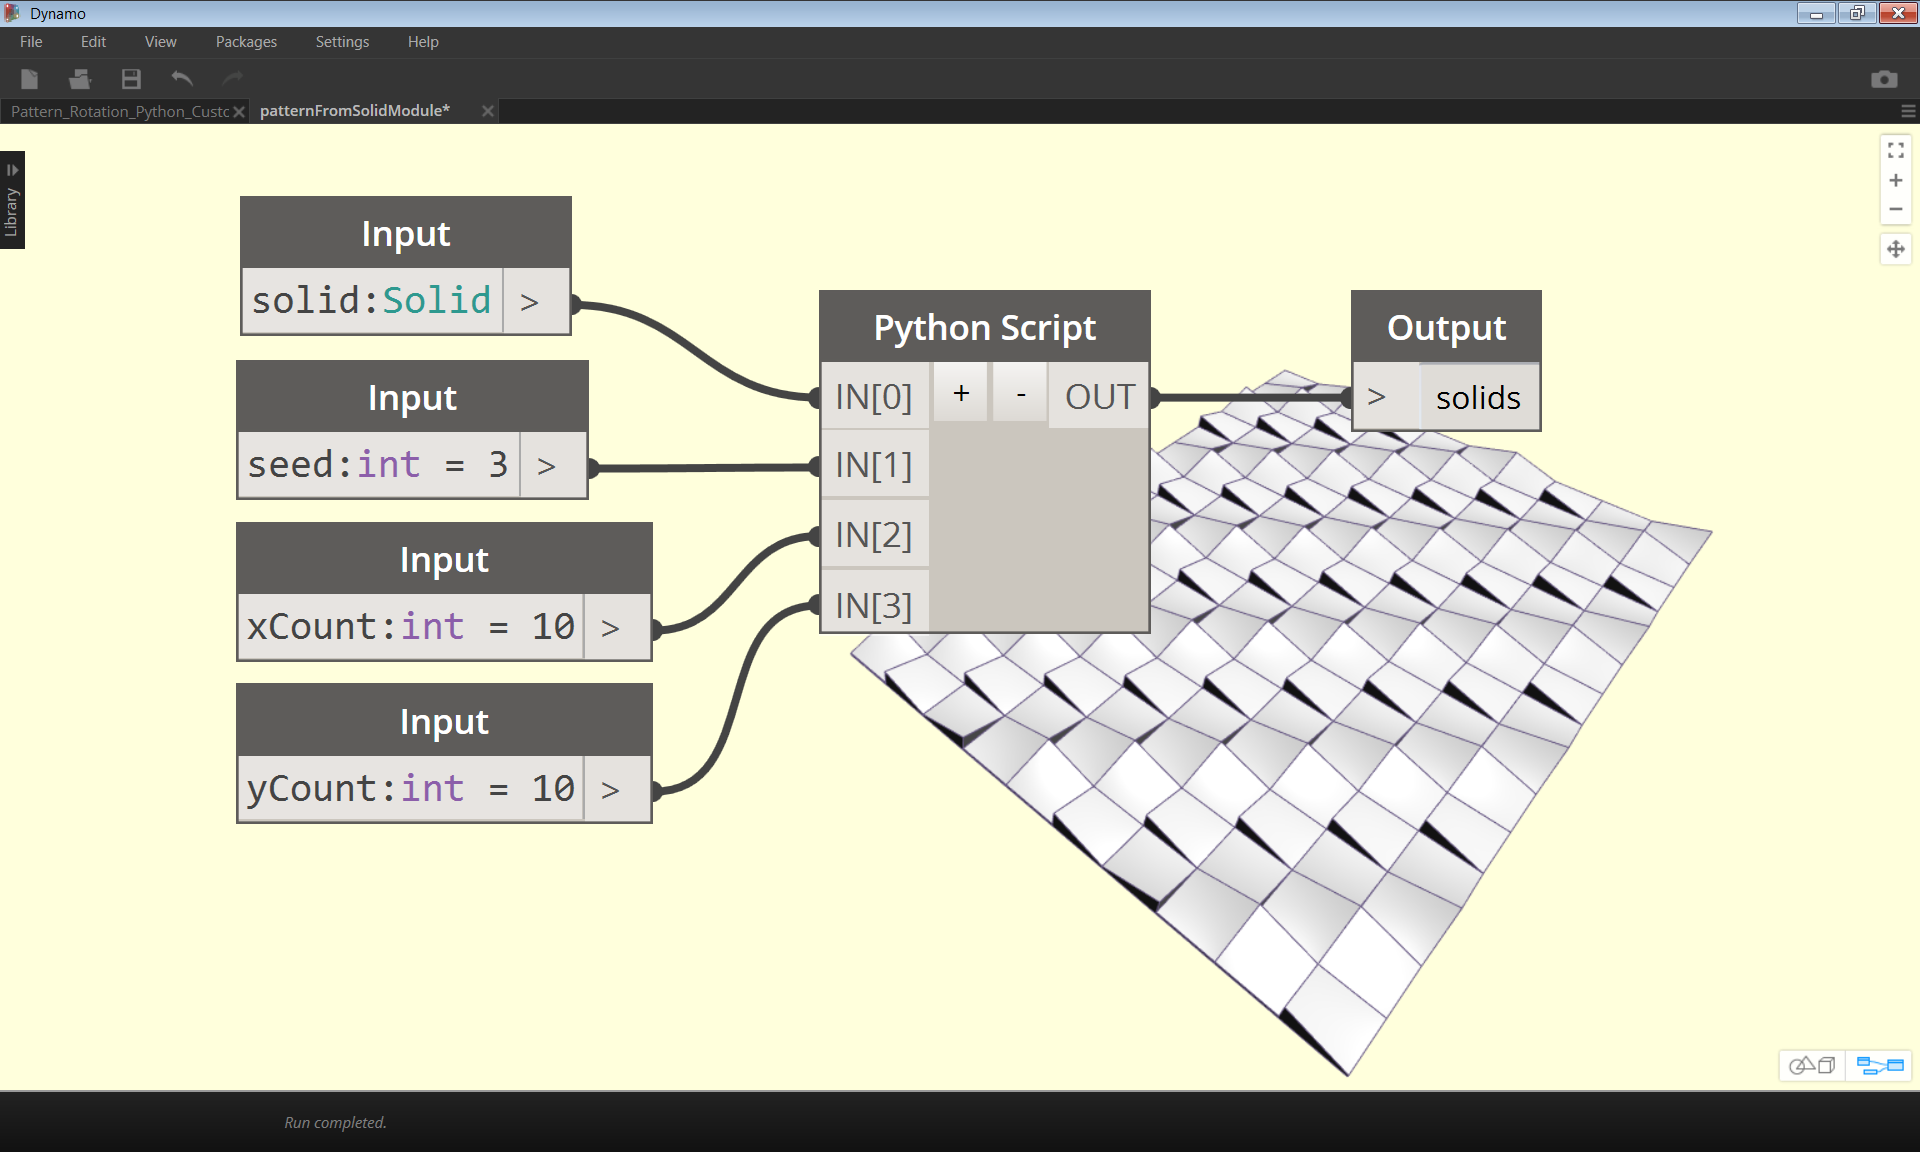 Dynamo
File Edit View Packages Settings Help
Pattern_Rotation_Python_Custc
patternFromSolidModule*
Library
Input
solid:Solid >
Input
seed:int = 3 >
Input
xCount:int = 10 >
Input
yCount:int = 10 >
Python Script
IN[0] + - OUT
IN[1]
IN[2]
IN[3]
Output
> solids
Run completed.